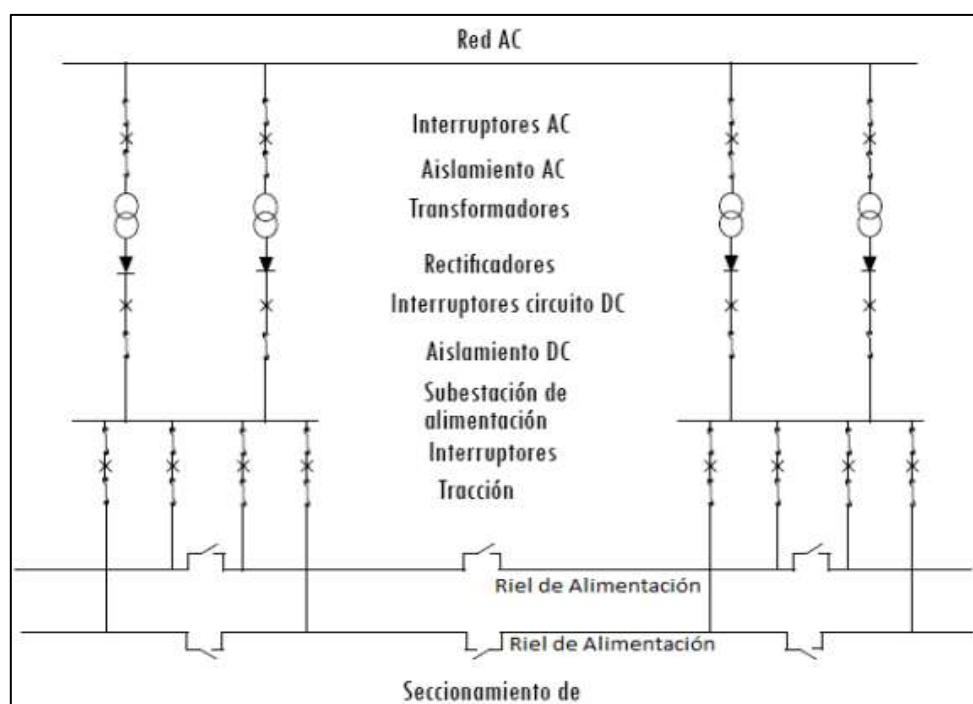 Red AC
Interruptores AC
Aislamiento AC
Transformadores
Rectificadores
Interruptores circuito DC
Aislamiento DC
Subestación de
alimentación
Interruptores
Tracción
Riel de Alimentación
Riel de Alimentación
Seccionamiento de